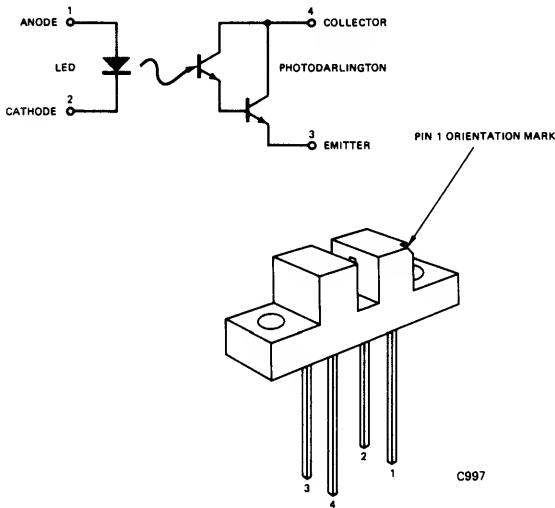 1
4
ANODE
COLLECTOR
LED
PHOTODARLINGTON
2
CATHODE
3
EMITTER
PIN 1 ORIENTATION MARK
2
1
3
4
C997